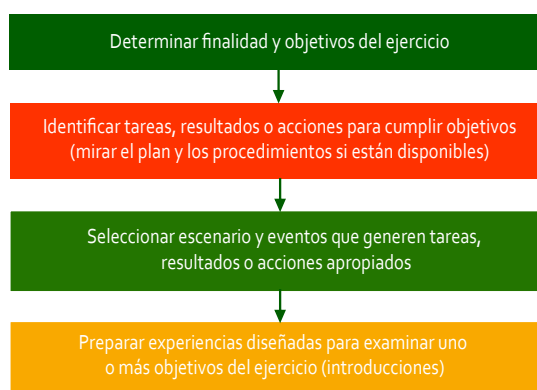 Determinar finalidad y objetivos del ejercicio
Identificar tareas, resultados o acciones para cumplir objetivos
(mirar el plan y los procedimientos si están disponibles)
Seleccionar escenario y eventos que generen tareas,
resultados o acciones apropiados
Preparar experiencias diseñadas para examinar uno
o más objetivos del ejercicio (introducciones)